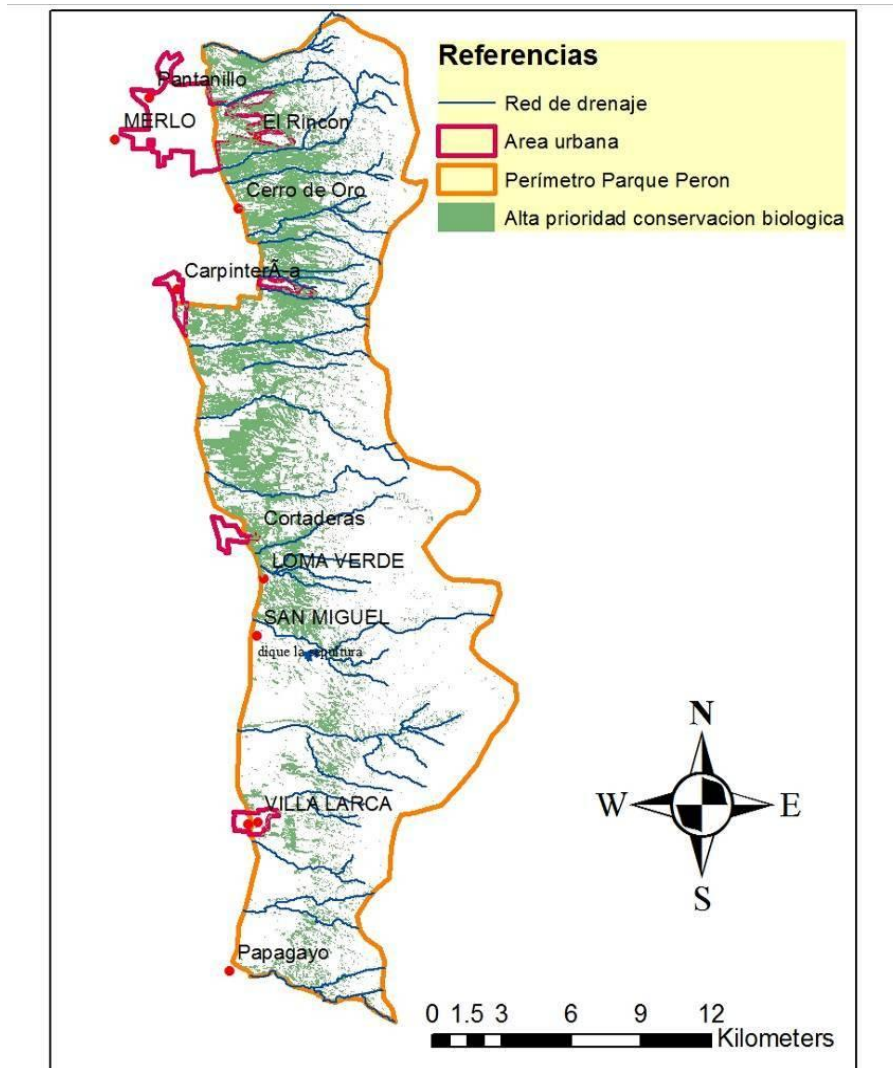 Referencias
Red de drenaje
Area urbana
Perímetro Parque Peron
Alta prioridad conservacion biologica
Pantanillo
MERLO
El Rincon
Cerro de Oro
CarpinterÃ-a
Cortaderas
LOMA VERDE
SAN MIGUEL
dique la sepultura
VILLA LARCA
Papagayo
N
W E
S
0 1.5 3 6 9 12
Kilometers